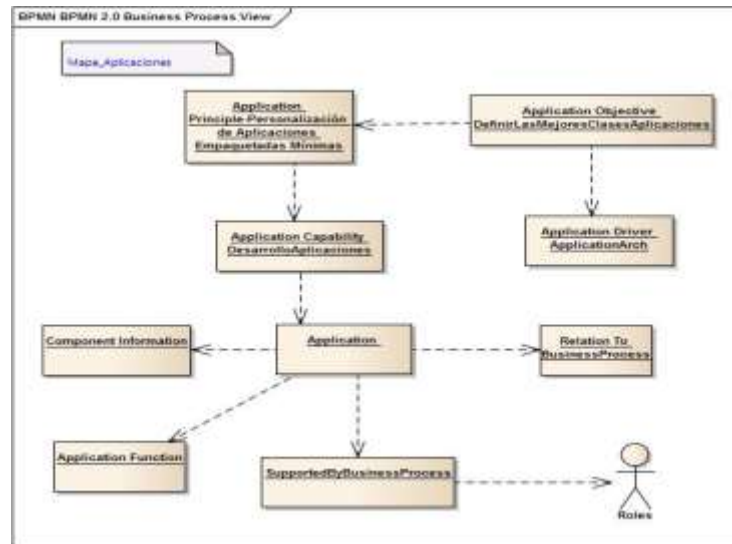 BPMN BPMN 2.0 Business Process View
Mapa_Aplicaciones
Application
Principle-Personalización
de Aplicaciones
Empaquetadas Mínimas
Application Objective
DefinirLasMejoresClasesAplicaciones
Application Capability
DesarrolloAplicaciones
Application Driver
ApplicationArch
Component Information
Application
Relation To
BusinessProcess
Application Function
SupportedByBusinessProcess
Roles